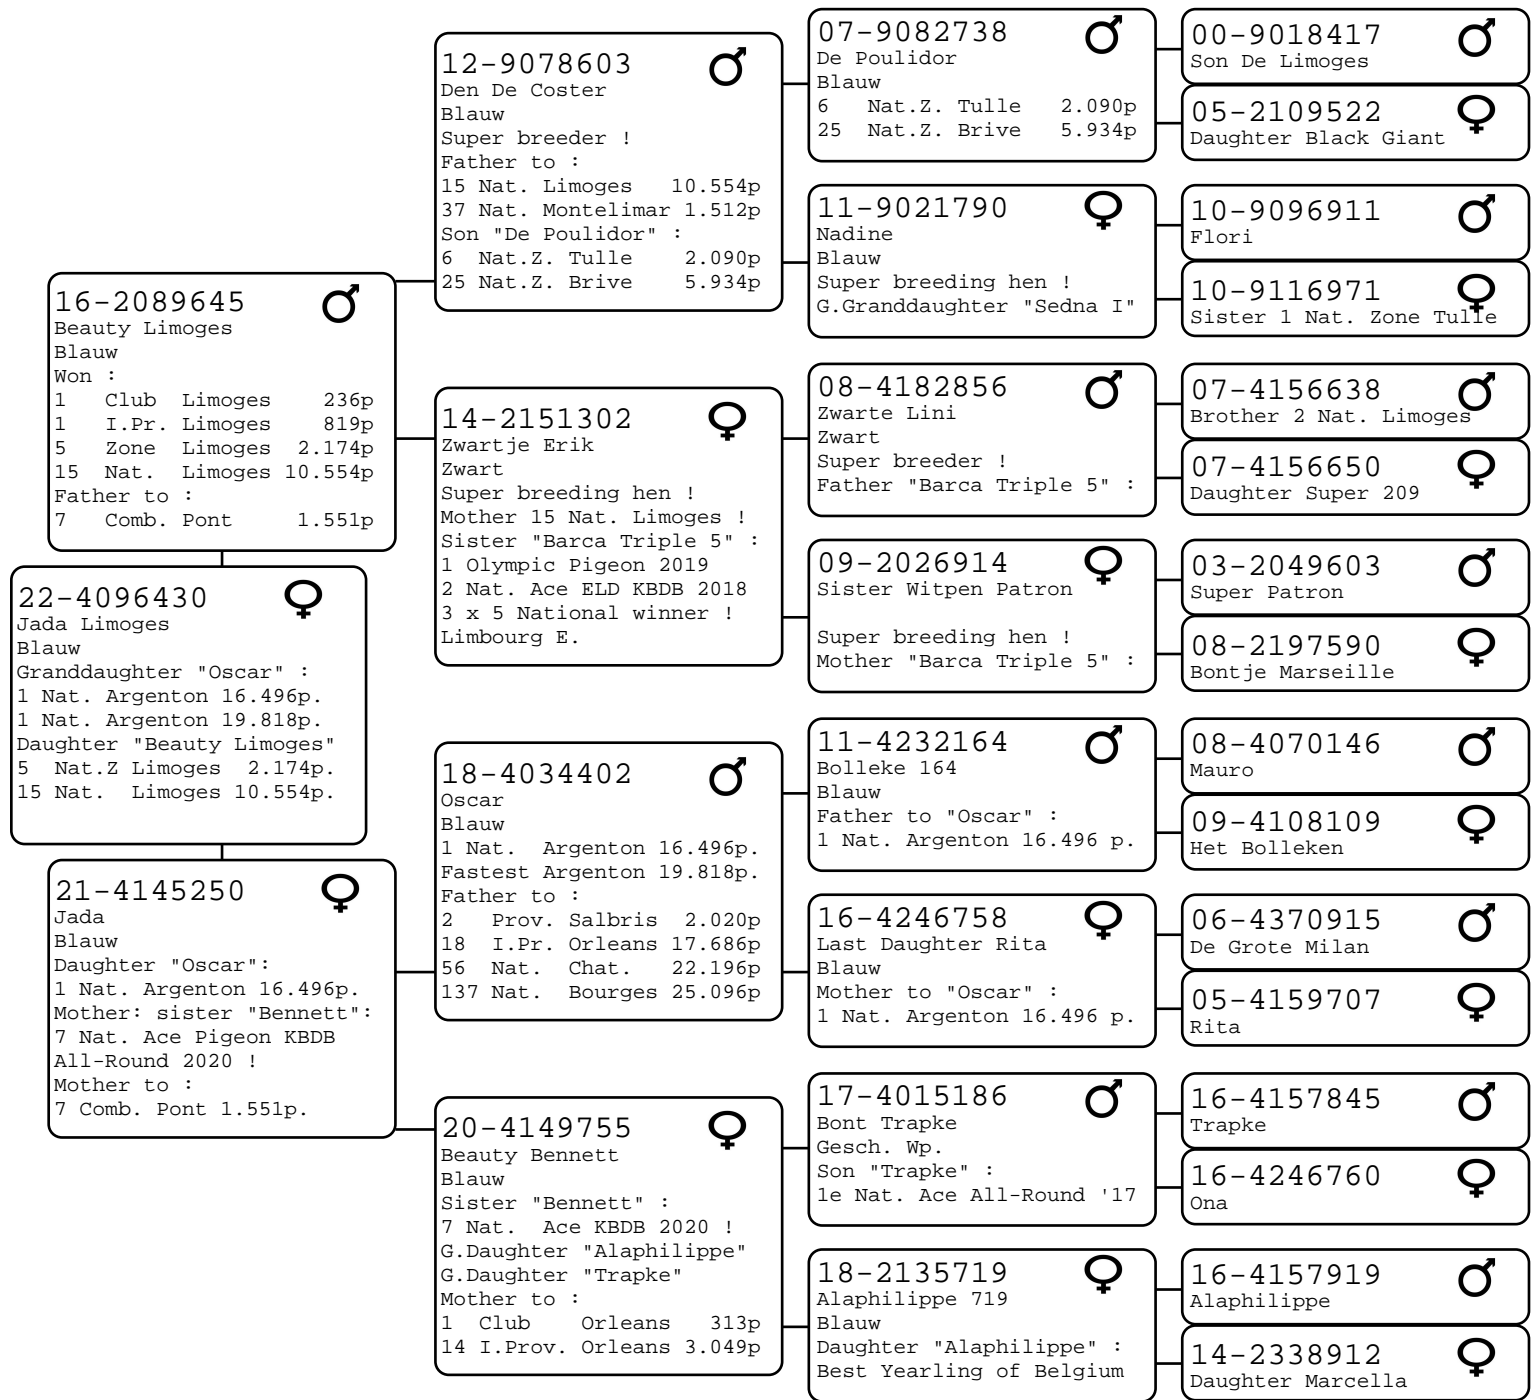 22-4096430
Jada Limoges
Blauw
Granddaughter "Oscar" :
1 Nat. Argenton 16.496p.
1 Nat. Argenton 19.818p.
Daughter "Beauty Limoges"
5 Nat.Z Limoges 2.174p.
15 Nat. Limoges 10.554p.
16-2089645
Beauty Limoges
Blauw
Won :
1 Club Limoges 236p
1 I.Pr. Limoges 819p
5 Zone Limoges 2.174p
15 Nat. Limoges 10.554p
Father to :
7 Comb. Pont 1.551p
21-4145250
Jada
Blauw
Daughter "Oscar":
1 Nat. Argenton 16.496p.
Mother: sister "Bennett":
7 Nat. Ace Pigeon KBDB
All-Round 2020 !
Mother to :
7 Comb. Pont 1.551p.
12-9078603
Den De Coster
Blauw
Super breeder !
Father to :
15 Nat. Limoges 10.554p
37 Nat. Montelimar 1.512p
Son "De Poulidor" :
6 Nat.Z. Tulle 2.090p
25 Nat.Z. Brive 5.934p
14-2151302
Zwartje Erik
Zwart
Super breeding hen !
Mother 15 Nat. Limoges !
Sister "Barca Triple 5" :
1 Olympic Pigeon 2019
2 Nat. Ace ELD KBDB 2018
3 x 5 National winner !
Limbourg E.
18-4034402
Oscar
Blauw
1 Nat. Argenton 16.496p.
Fastest Argenton 19.818p.
Father to :
2 Prov. Salbris 2.020p
18 I.Pr. Orleans 17.686p
56 Nat. Chat. 22.196p
137 Nat. Bourges 25.096p
20-4149755
Beauty Bennett
Blauw
Sister "Bennett" :
7 Nat. Ace KBDB 2020 !
G.Daughter "Alaphilippe"
G.Daughter "Trapke"
Mother to :
1 Club Orleans 313p
14 I.Prov. Orleans 3.049p
07-9082738
De Poulidor
Blauw
6 Nat.Z. Tulle 2.090p
25 Nat.Z. Brive 5.934p
11-9021790
Nadine
Blauw
Super breeding hen !
G.Granddaughter "Sedna I"
08-4182856
Zwarte Lini
Zwart
Super breeder !
Father "Barca Triple 5" :
09-2026914
Sister Witpen Patron
Super breeding hen !
Mother "Barca Triple 5" :
11-4232164
Bolleke 164
Blauw
Father to "Oscar" :
1 Nat. Argenton 16.496 p.
16-4246758
Last Daughter Rita
Blauw
Mother to "Oscar" :
1 Nat. Argenton 16.496 p.
17-4015186
Bont Trapke
Gesch. Wp.
Son "Trapke" :
1e Nat. Ace All-Round '17
18-2135719
Alaphilippe 719
Blauw
Daughter "Alaphilippe" :
Best Yearling of Belgium
00-9018417
Son De Limoges
05-2109522
Daughter Black Giant
10-9096911
Flori
10-9116971
Sister 1 Nat. Zone Tulle
07-4156638
Brother 2 Nat. Limoges
07-4156650
Daughter Super 209
03-2049603
Super Patron
08-2197590
Bontje Marseille
08-4070146
Mauro
09-4108109
Het Bolleken
06-4370915
De Grote Milan
05-4159707
Rita
16-4157845
Trapke
16-4246760
Ona
16-4157919
Alaphilippe
14-2338912
Daughter Marcella